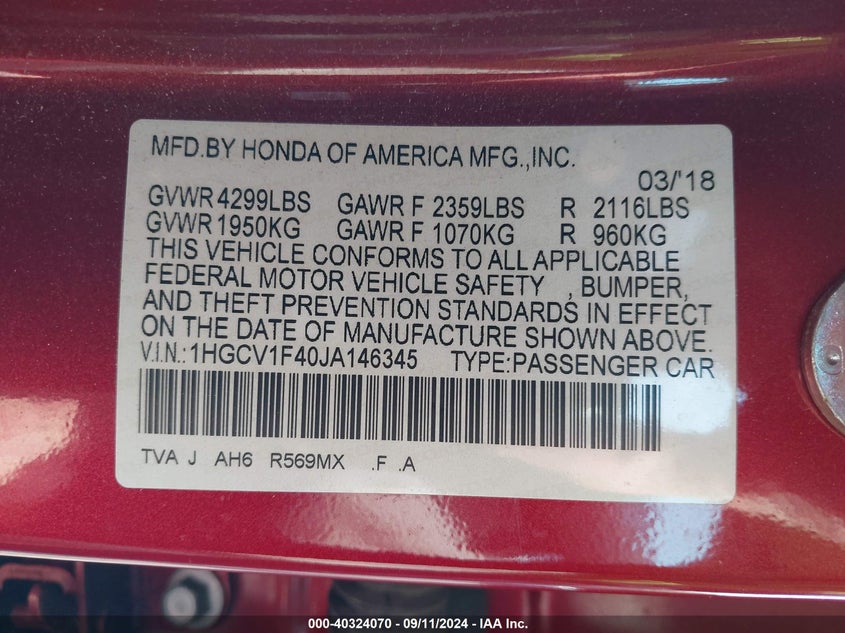 MFD.BY HONDA OF AMERICA MFG.,INC.
03/'18
GVWR 4299LBS GAWR F 2359LBS R 2116LBS
GVWR 1950KG GAWR F 1070KG R 960KG
THIS VEHICLE CONFORMS TO ALL APPLICABLE
FEDERAL MOTOR VEHICLE SAFETY , BUMPER,
AND THEFT PREVENTION STANDARDS IN EFFECT
ON THE DATE OF MANUFACTURE SHOWN ABOVE.
V.I.N.:1HGCV1F40JA146345 TYPE:PASSENGER CAR
TVA J AH6 R569MX .F .A
000-40324070 - 09/11/2024 - IAA Inc.